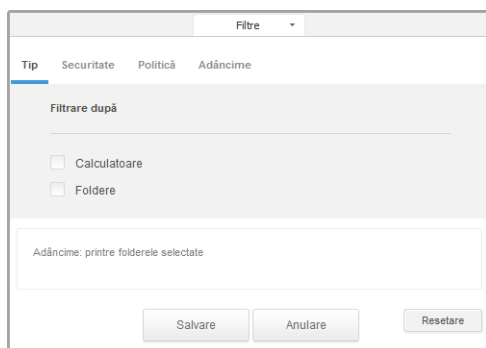 Filtre
Tip Securitate Politică Adâncime
Filtrare după
Calculatoare
Foldere
Adâncime: printre folderele selectate
Salvare Anulare Resetare